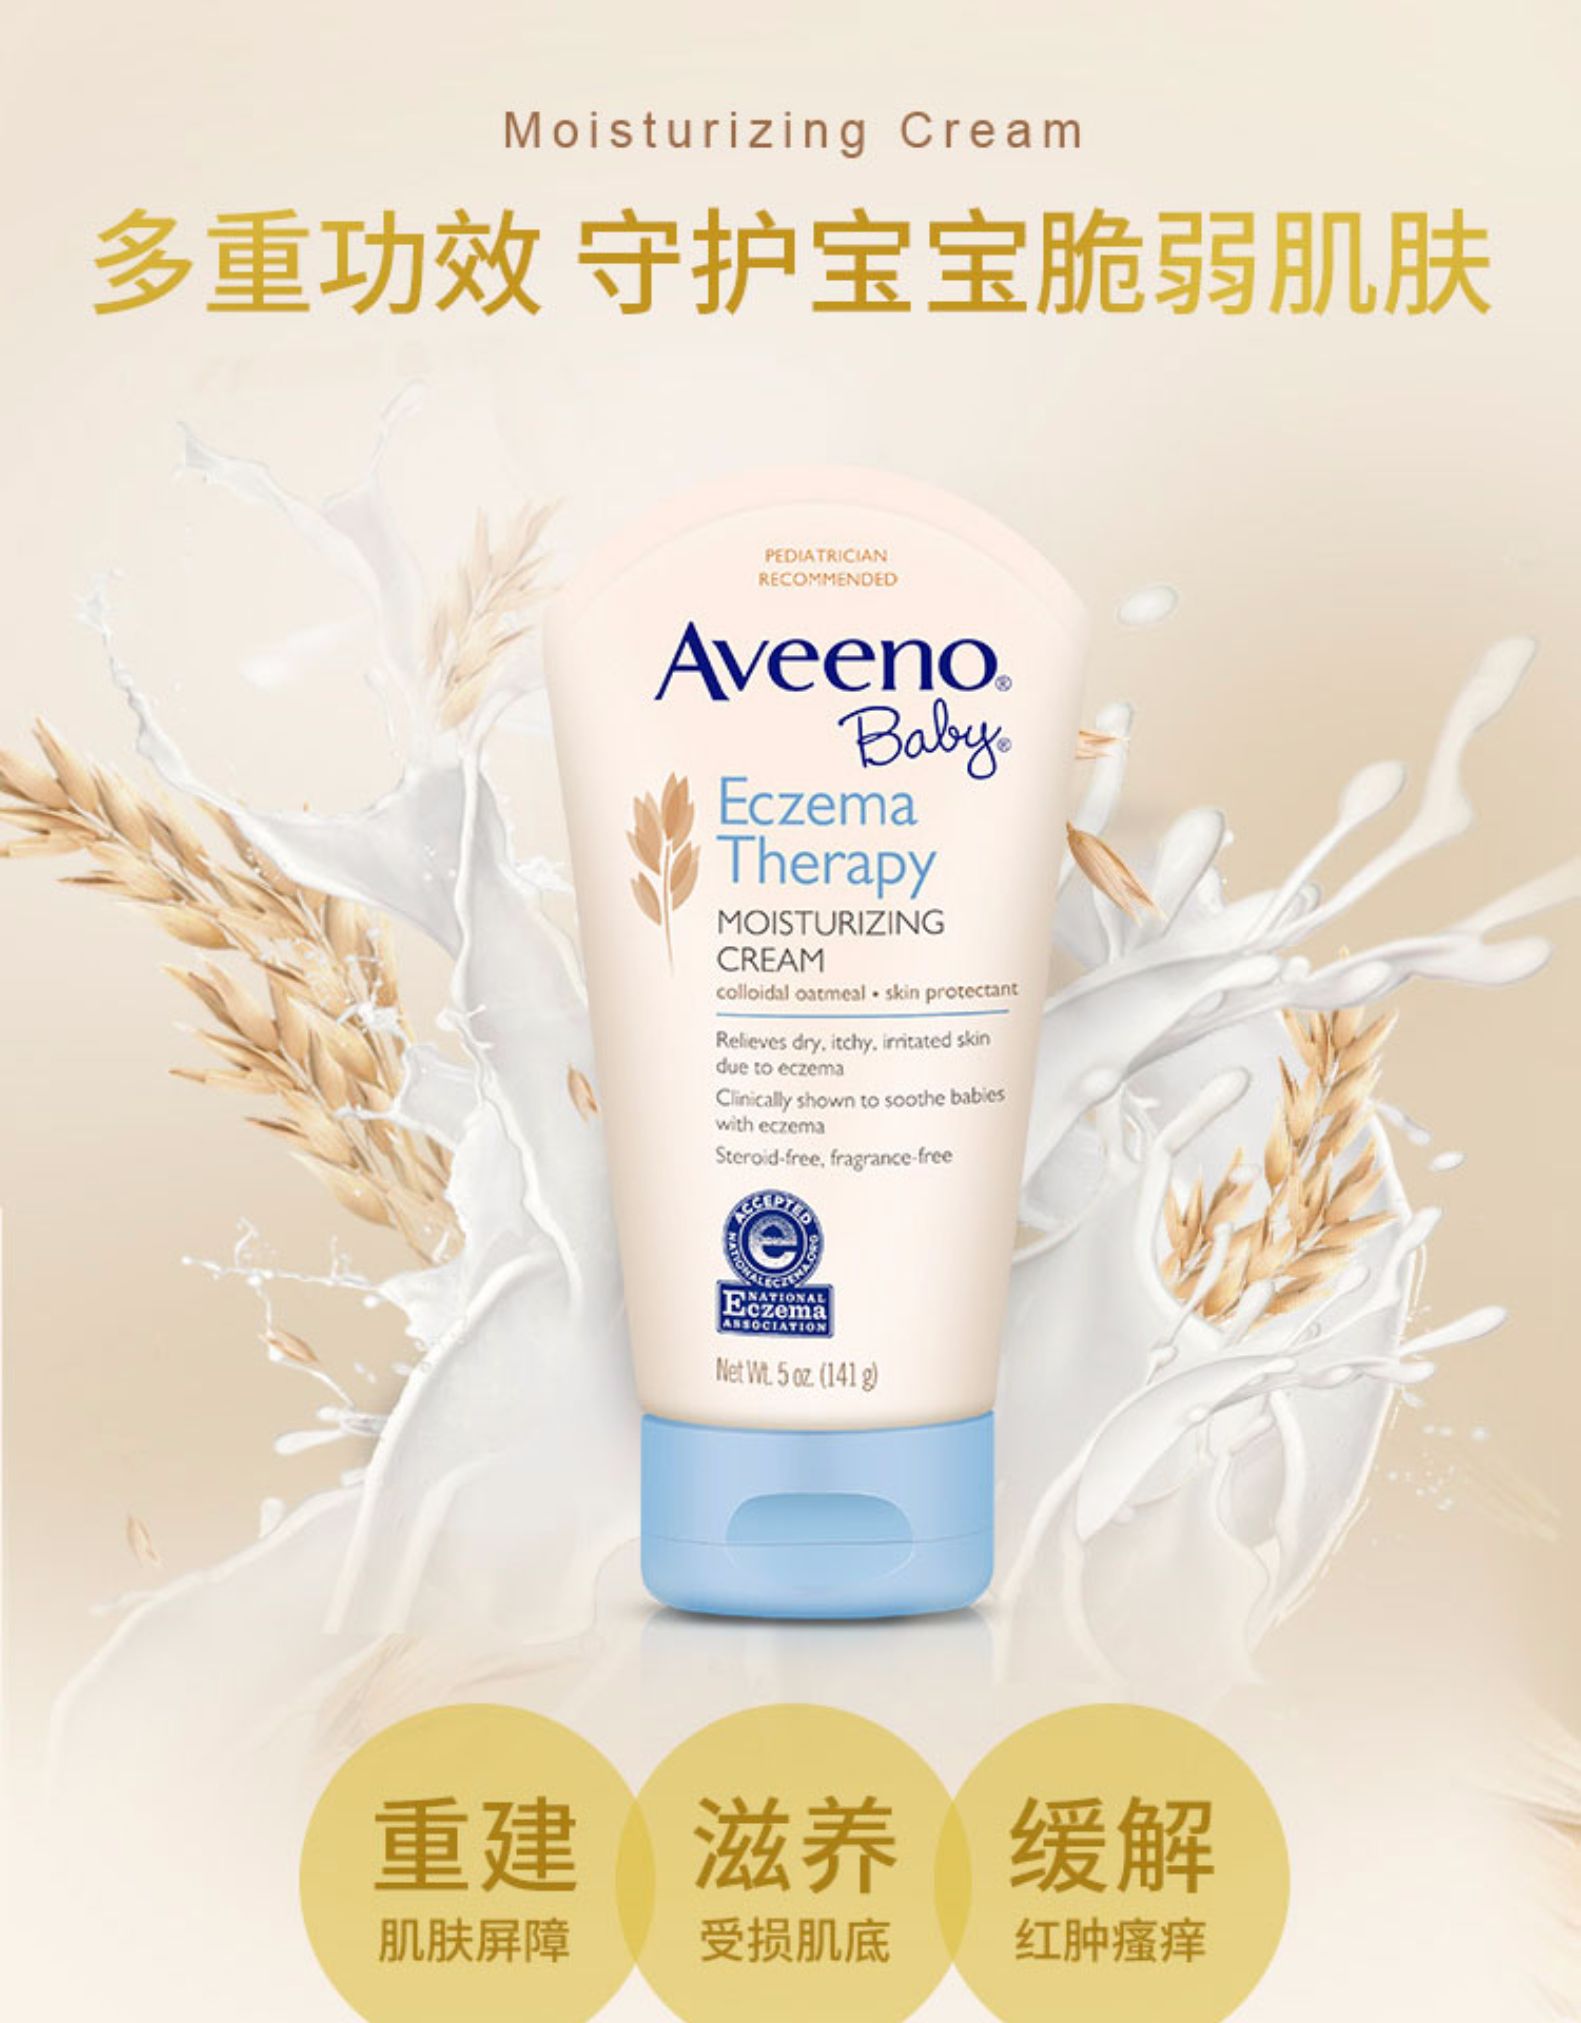 Moisturizing Cream
多重功效 守护宝宝脆弱肌肤
PEDIATRICIAN
RECOMMENDED
Aveeno®
Baby®
Eczema
Therapy
MOISTURIZING
CREAM
colloidal oatmeal • skin protectant
Relieves dry, itchy, irritated skin
due to eczema
Clinically shown to soothe babies
with eczema
Steroid-free, fragrance-free
ACCEPTED
NATIONALECZEMA.ORG
NATIONAL
Eczema
ASSOCIATION
Net Wt. 5 oz. (141 g)
重建 滋养 缓解
肌肤屏障 受损肌底 红肿瘙痒